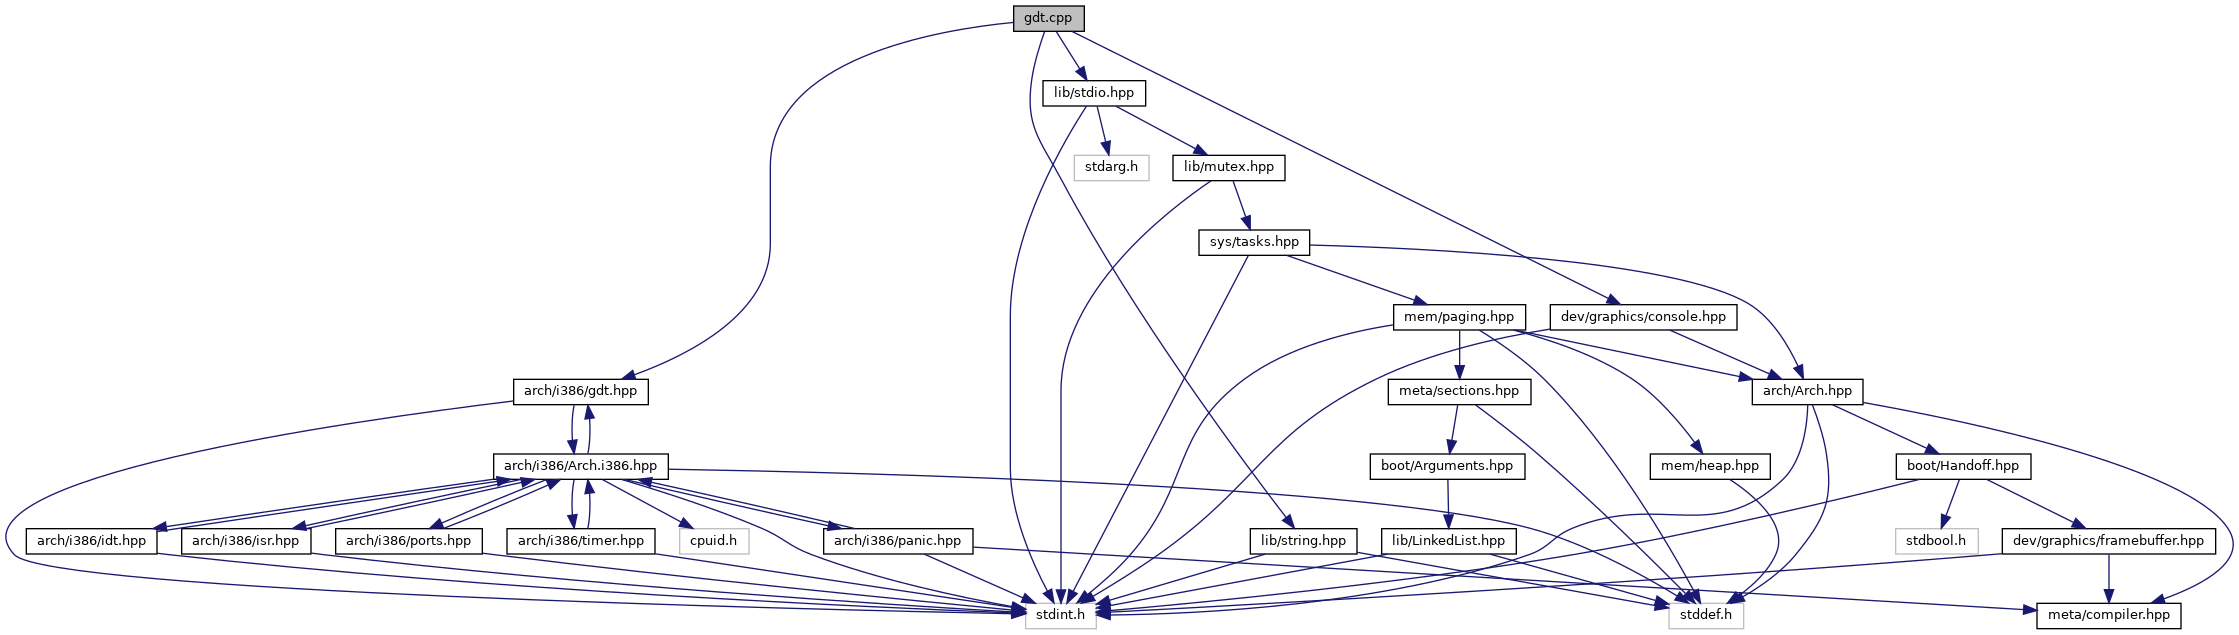 gdt.cpp
lib/stdio.hpp
stdarg.h
lib/mutex.hpp
sys/tasks.hpp
mem/paging.hpp
dev/graphics/console.hpp
arch/i386/gdt.hpp
meta/sections.hpp
arch/Arch.hpp
arch/i386/Arch.i386.hpp
boot/Arguments.hpp
mem/heap.hpp
boot/Handoff.hpp
arch/i386/idt.hpp
arch/i386/isr.hpp
arch/i386/ports.hpp
arch/i386/timer.hpp
cpuid.h
arch/i386/panic.hpp
lib/string.hpp
lib/LinkedList.hpp
stdbool.h
dev/graphics/framebuffer.hpp
stdint.h
stddef.h
meta/compiler.hpp